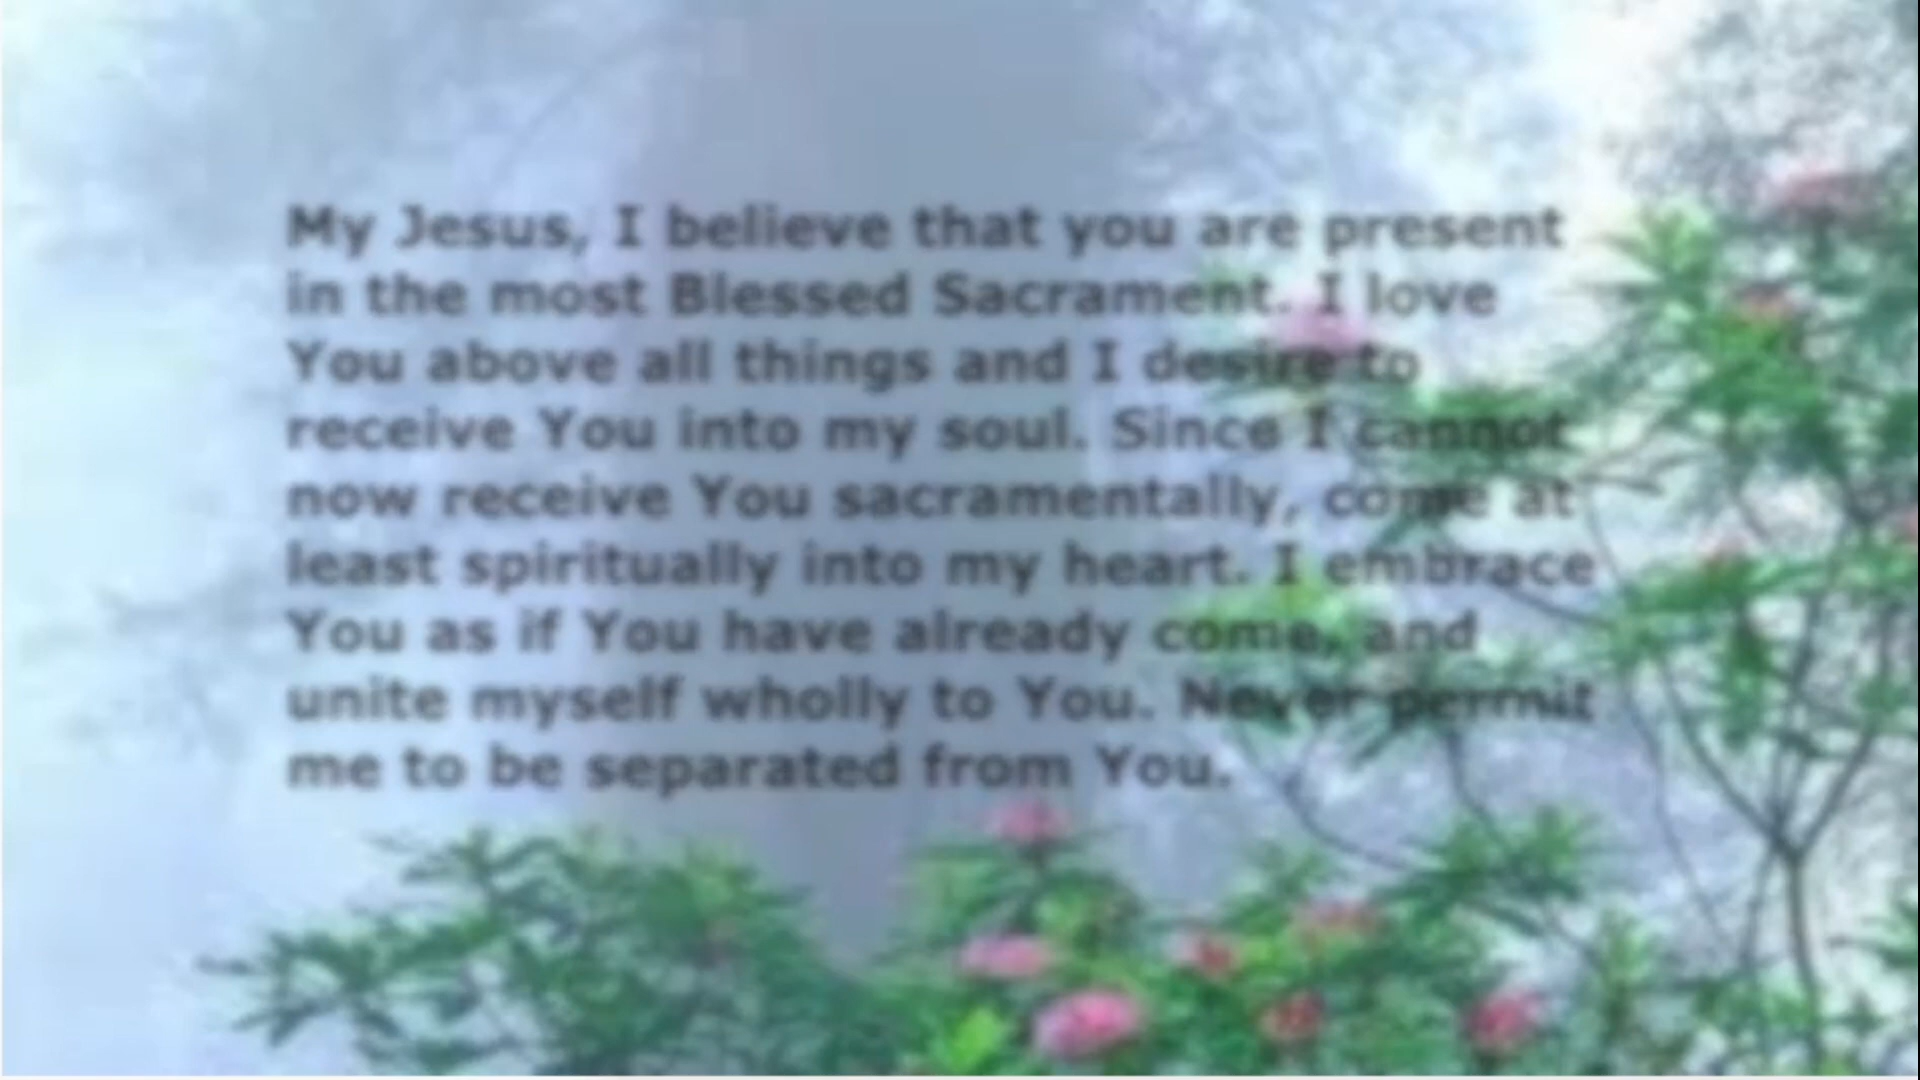 My Jesus, I believe that you are present
in the most Blessed Sacrament. I love
You above all things and I desire to
receive You into my soul. Since I cannot
now receive You sacramentally, come at
least spiritually into my heart. I embrace
You as if You have already come, and
unite myself wholly to You. Never permit
me to be separated from You.